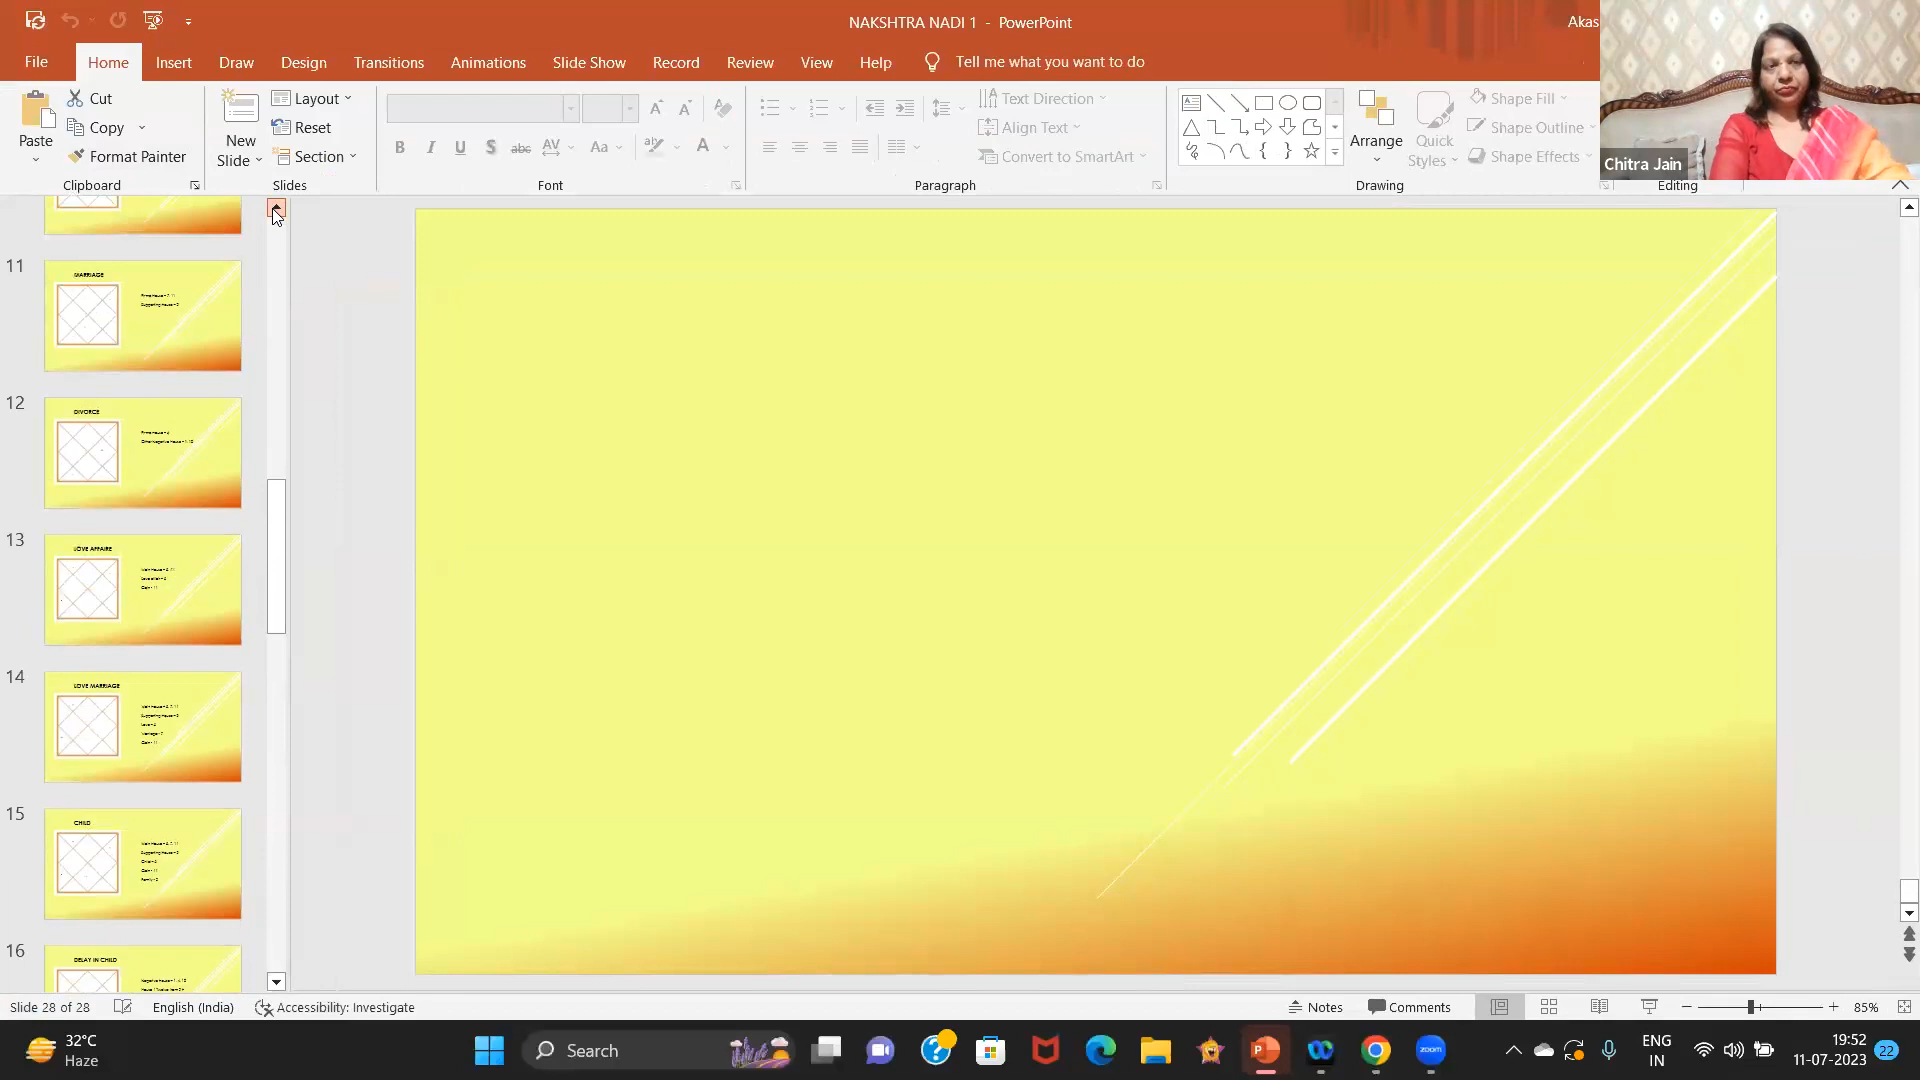 NAKSHTRA NADI 1 - PowerPoint
Akas
File
Home
Insert
Draw
Design
Transitions
Animations
Slide Show
Record
Review
View
Help
Tell me what you want to do
Paste
Cut
Copy
Format Painter
Clipboard
New
Slide
Layout
Reset
Section
Slides
Font
Text Direction
Align Text
Convert to SmartArt
Paragraph
Arrange
Quick
Styles
Shape Fill
Shape Outline
Shape Effects
Drawing
Editing
Chitra Jain
11
MARRIAGE
12
DIVORCE
13
LOVE AFFAIRE
14
LOVE MARRIAGE
15
CHILD
16
DELAY IN CHILD
Slide 28 of 28
English (India)
Accessibility: Investigate
Notes
Comments
85%
32°C
Haze
Search
zoom
ENG
IN
19:52
11-07-2023
22